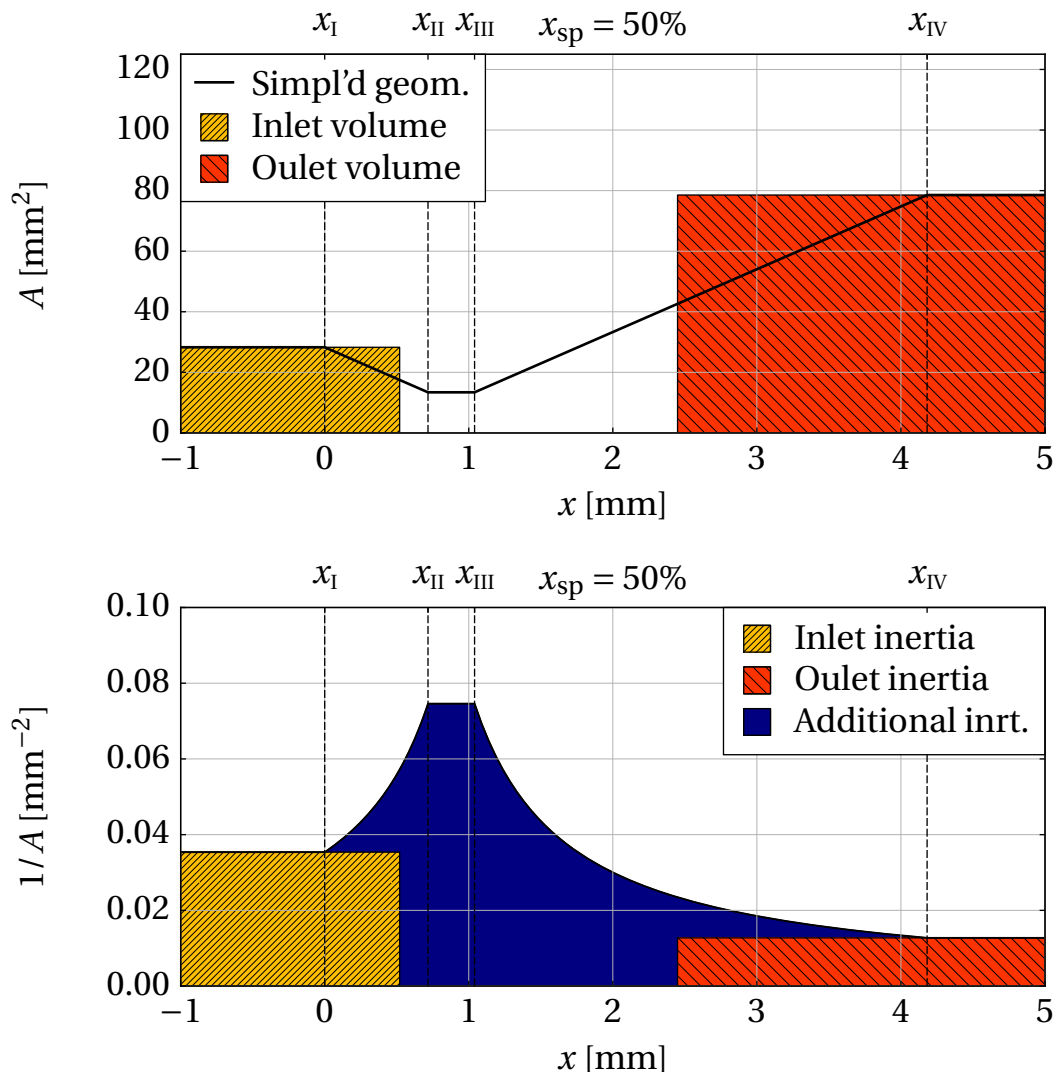 x_I x_II x_III x_sp = 50% x_IV
Simpl'd geom.
Inlet volume
Oulet volume
A [mm²]
120
100
80
60
40
20
0
−1 0 1 2 3 4 5
x [mm]
x_I x_II x_III x_sp = 50% x_IV
Inlet inertia
Oulet inertia
Additional inrt.
1/A [mm⁻²]
0.10
0.08
0.06
0.04
0.02
0.00
−1 0 1 2 3 4 5
x [mm]